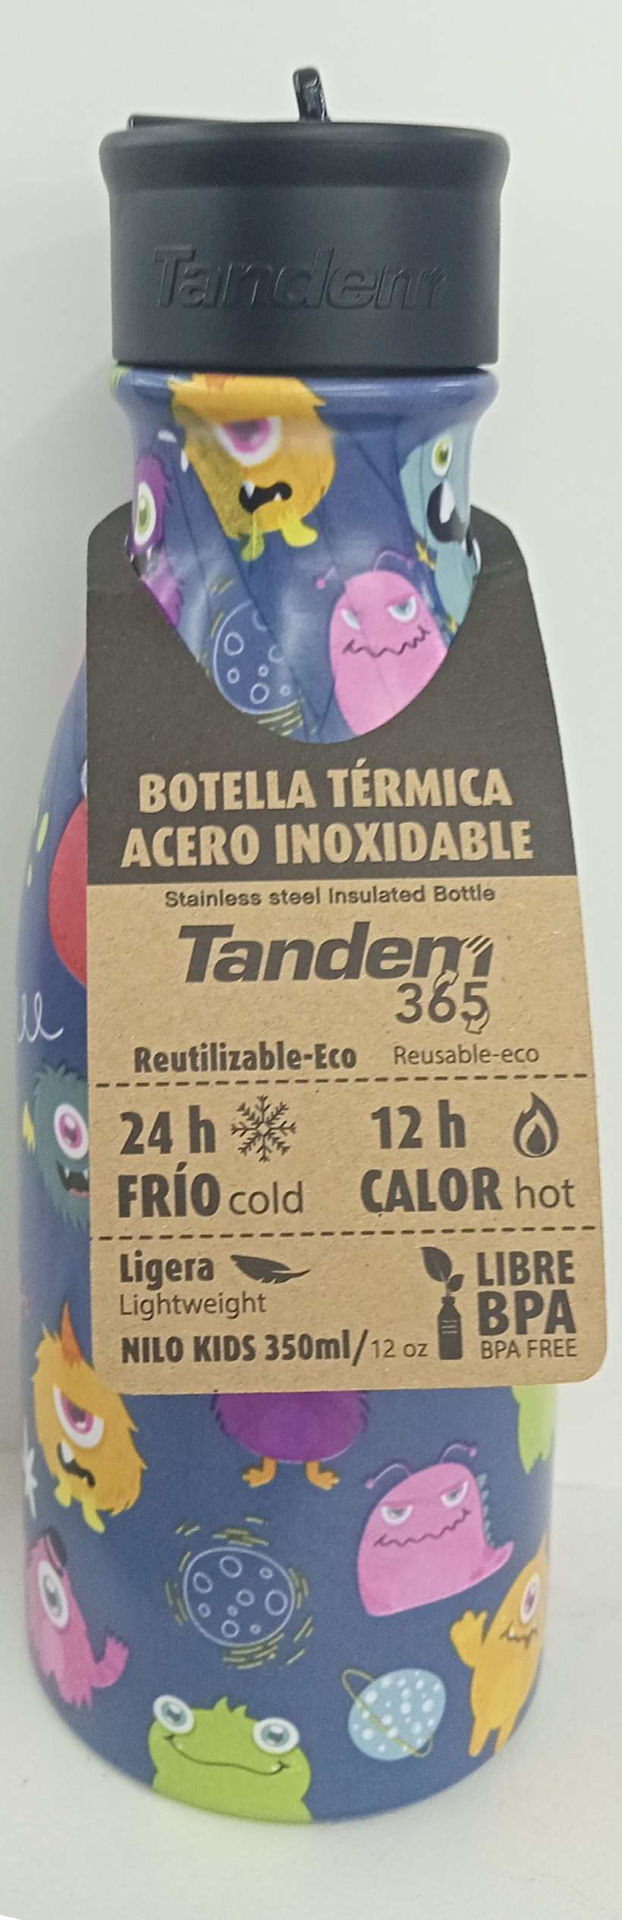 Tandem
BOTELLA TÉRMICA
ACERO INOXIDABLE
Stainless steel Insulated Bottle
Tandem
365
Reutilizable-Eco Reusable-eco
24 h 12 h
FRÍO cold CALOR hot
Ligera
Lightweight
NILO KIDS 350ml/12 oz
LIBRE
BPA
BPA FREE